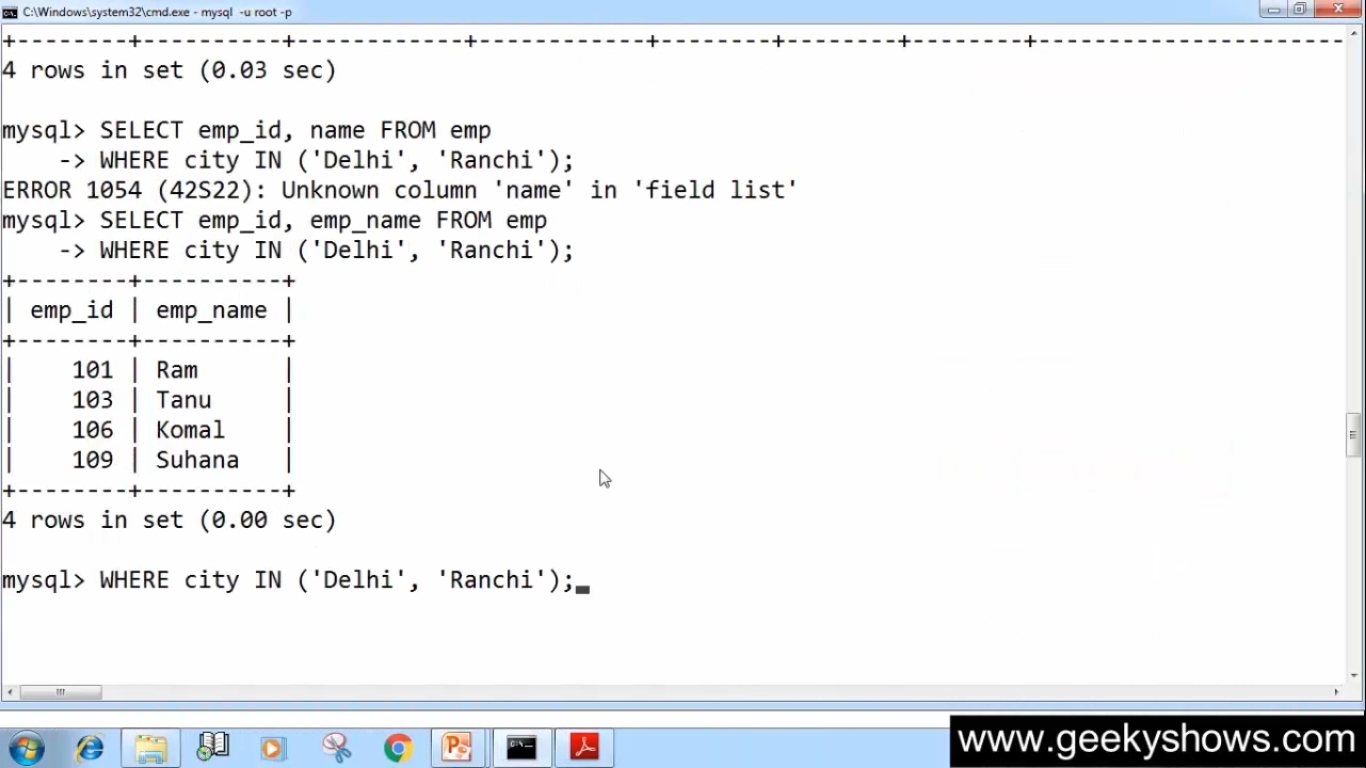 C:\Windows\system32\cmd.exe - mysql -u root -p
+--------+----------+------------+------------+--------+--------+--------+----------------------
4 rows in set (0.03 sec)
mysql> SELECT emp_id, name FROM emp
    -> WHERE city IN ('Delhi', 'Ranchi');
ERROR 1054 (42S22): Unknown column 'name' in 'field list'
mysql> SELECT emp_id, emp_name FROM emp
    -> WHERE city IN ('Delhi', 'Ranchi');
+--------+----------+
| emp_id | emp_name |
+--------+----------+
|    101 | Ram      |
|    103 | Tanu     |
|    106 | Komal    |
|    109 | Suhana   |
+--------+----------+
4 rows in set (0.00 sec)
mysql> WHERE city IN ('Delhi', 'Ranchi');
www.geekyshows.com